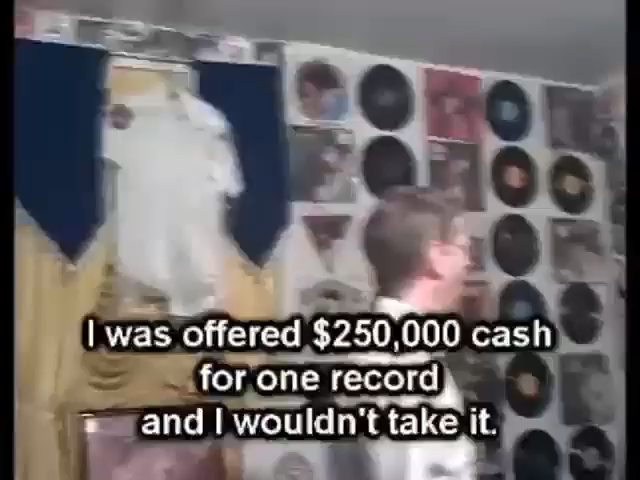 I was offered $250,000 cash
for one record
and I wouldn't take it.